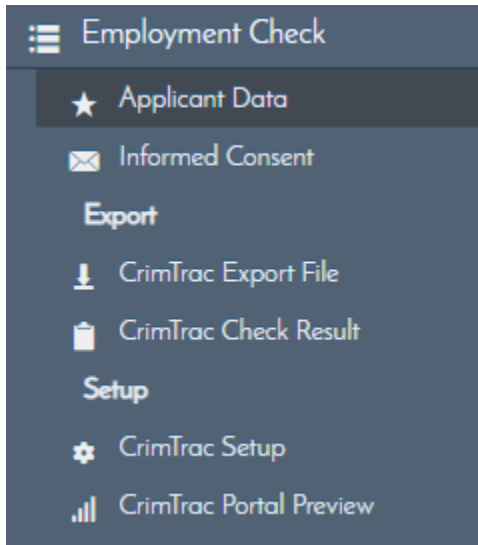 Employment Check
Applicant Data
Informed Consent
Export
CrimTrac Export File
CrimTrac Check Result
Setup
CrimTrac Setup
CrimTrac Portal Preview